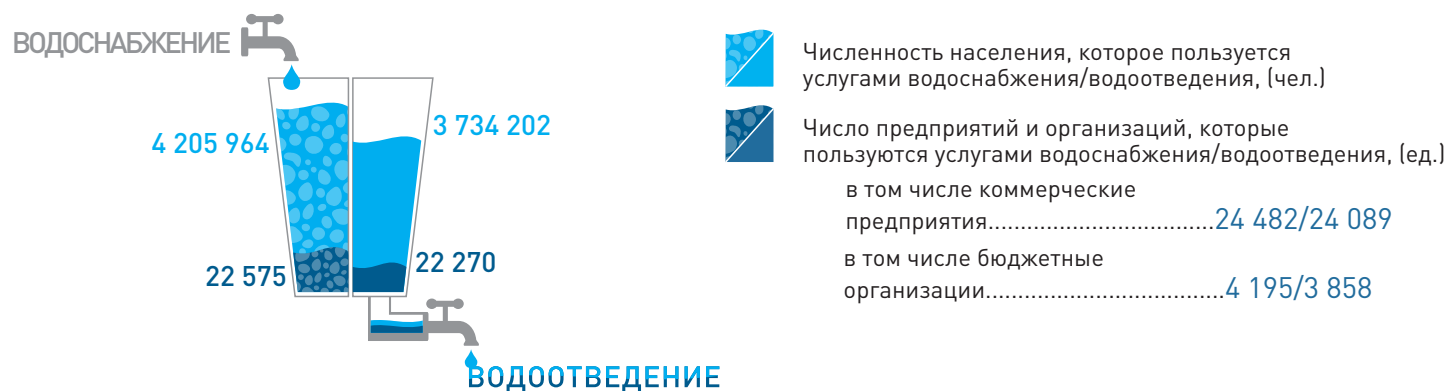 ВОДОСНАБЖЕНИЕ
4 205 964
3 734 202
22 575
22 270
ВОДООТВЕДЕНИЕ
Численность населения, которое пользуется
услугами водоснабжения/водоотведения, (чел.)
Число предприятий и организаций, которые
пользуются услугами водоснабжения/водоотведения, (ед.)
в том числе коммерческие
предприятия...................................24 482/24 089
в том числе бюджетные
организации.....................................4 195/3 858